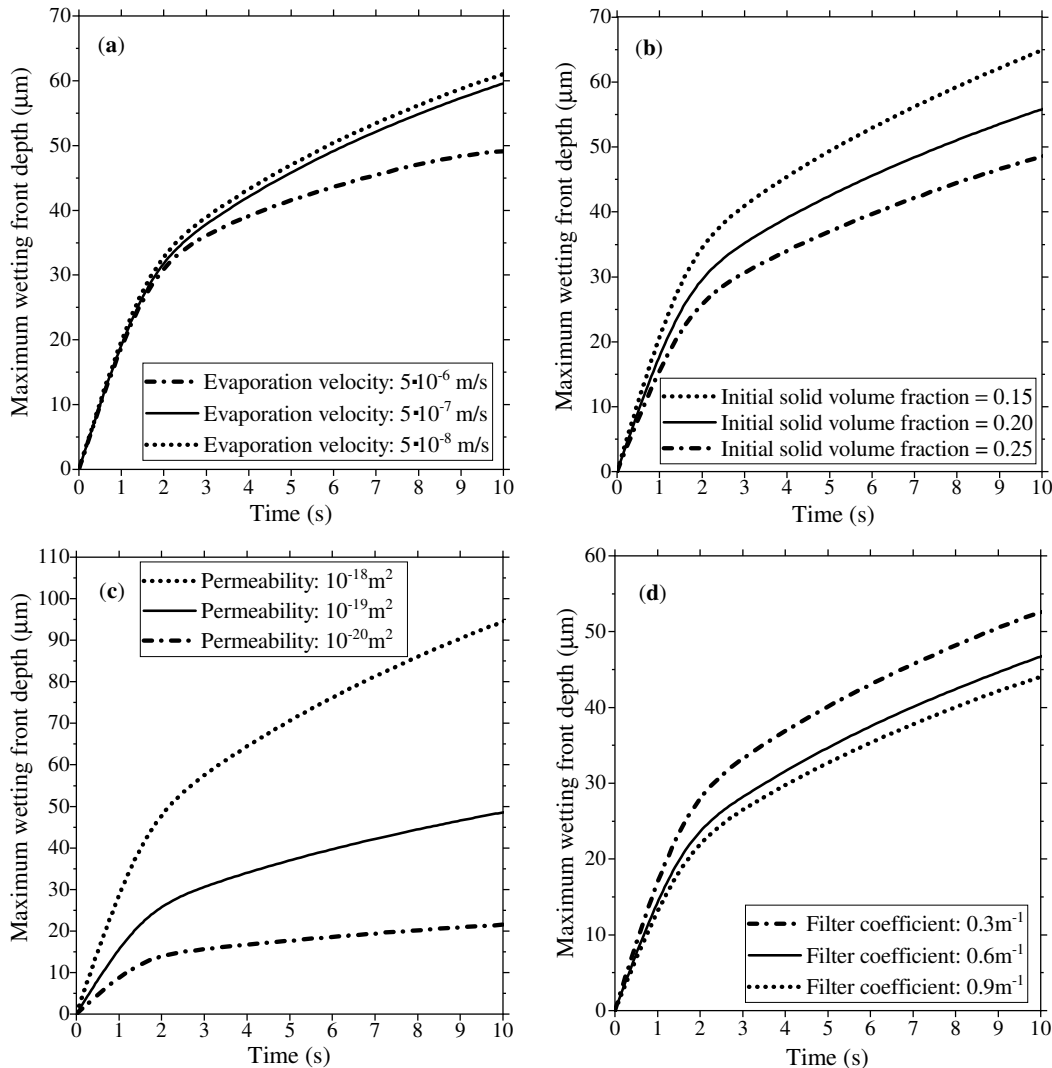 (a)
Maximum wetting front depth (μm)
70
60
50
40
30
20
10
0
Evaporation velocity: 5▪10⁻⁶ m/s
Evaporation velocity: 5▪10⁻⁷ m/s
Evaporation velocity: 5▪10⁻⁸ m/s
0 1 2 3 4 5 6 7 8 9 10
Time (s)
(b)
Maximum wetting front depth (μm)
70
60
50
40
30
20
10
0
Initial solid volume fraction = 0.15
Initial solid volume fraction = 0.20
Initial solid volume fraction = 0.25
0 1 2 3 4 5 6 7 8 9 10
Time (s)
(c)
Maximum wetting front depth (μm)
110
100
90
80
70
60
50
40
30
20
10
0
Permeability: 10⁻¹⁸m²
Permeability: 10⁻¹⁹m²
Permeability: 10⁻²⁰m²
0 1 2 3 4 5 6 7 8 9 10
Time (s)
(d)
Maximum wetting front depth (μm)
60
50
40
30
20
10
0
Filter coefficient: 0.3m⁻¹
Filter coefficient: 0.6m⁻¹
Filter coefficient: 0.9m⁻¹
0 1 2 3 4 5 6 7 8 9 10
Time (s)